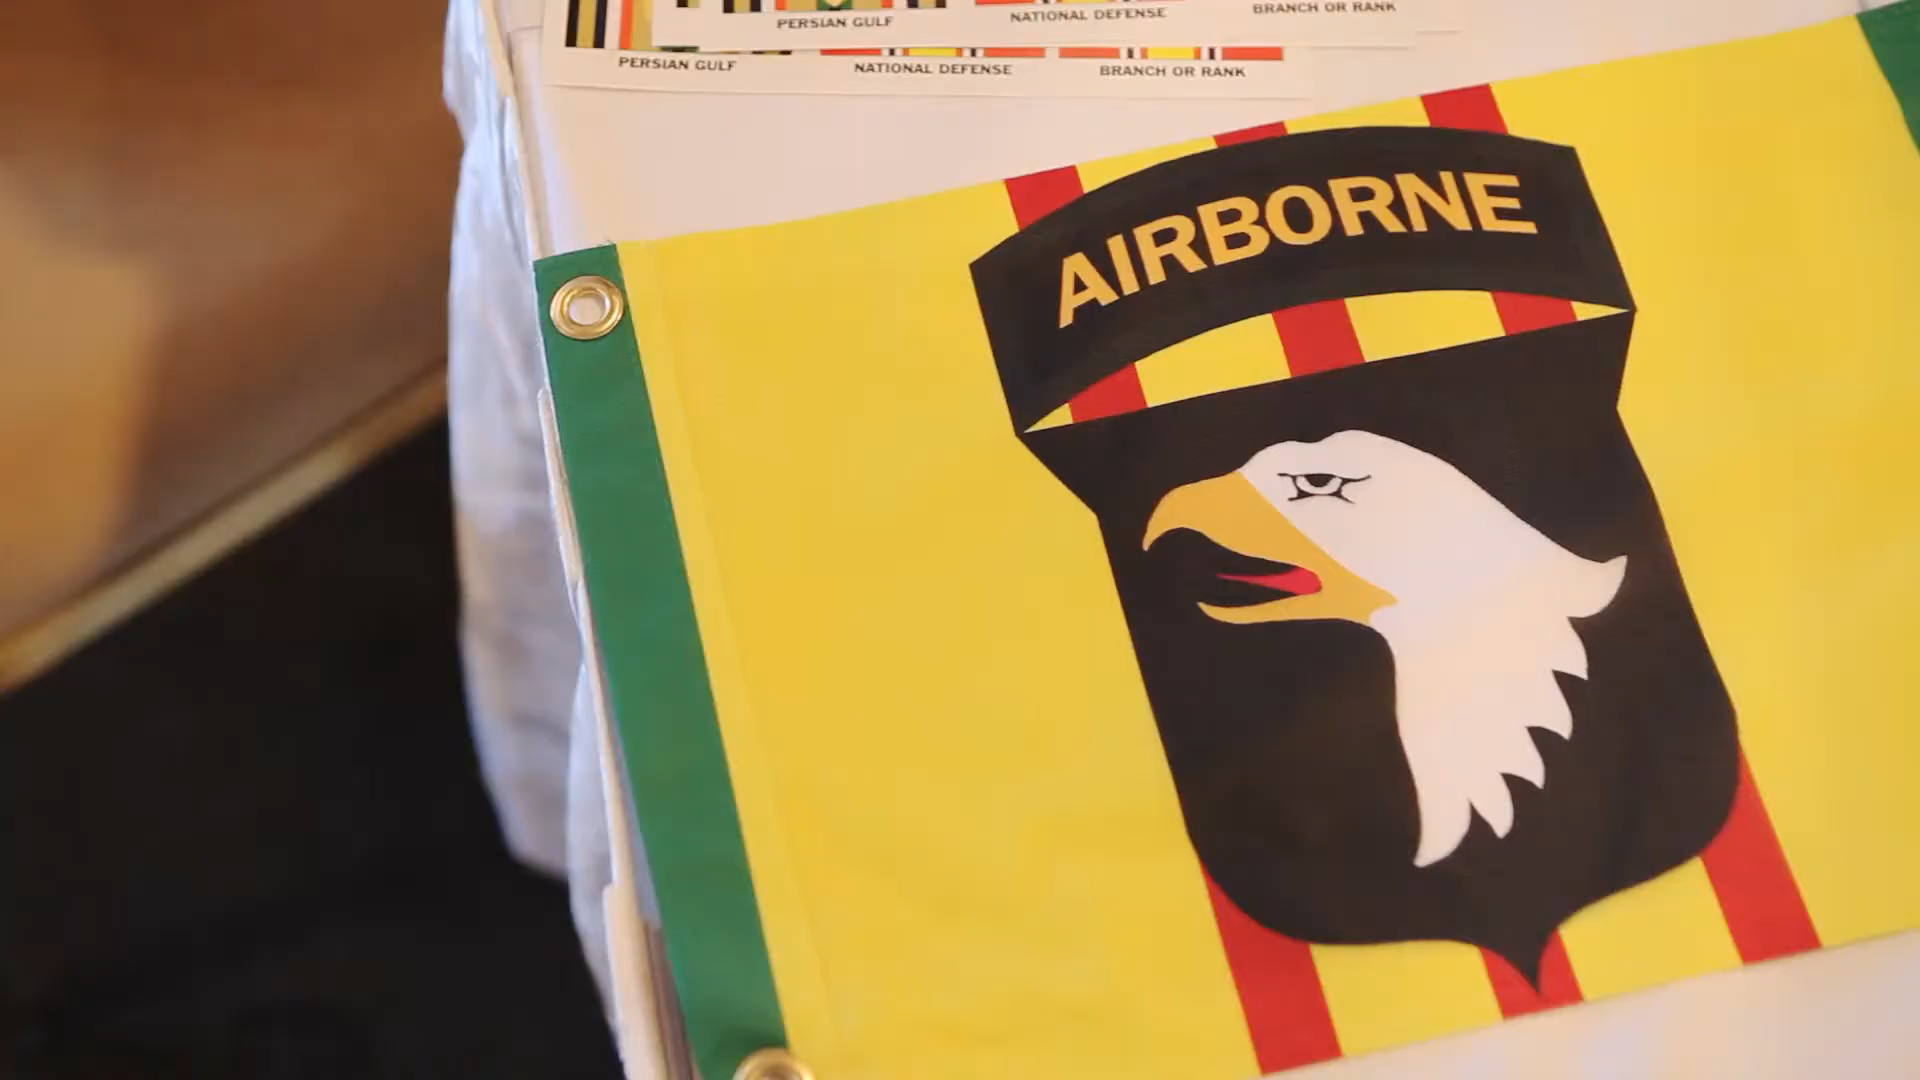 PERSIAN GULF
NATIONAL DEFENSE
BRANCH OR RANK
PERSIAN GULF
NATIONAL DEFENSE
BRANCH OR RANK
AIRBORNE